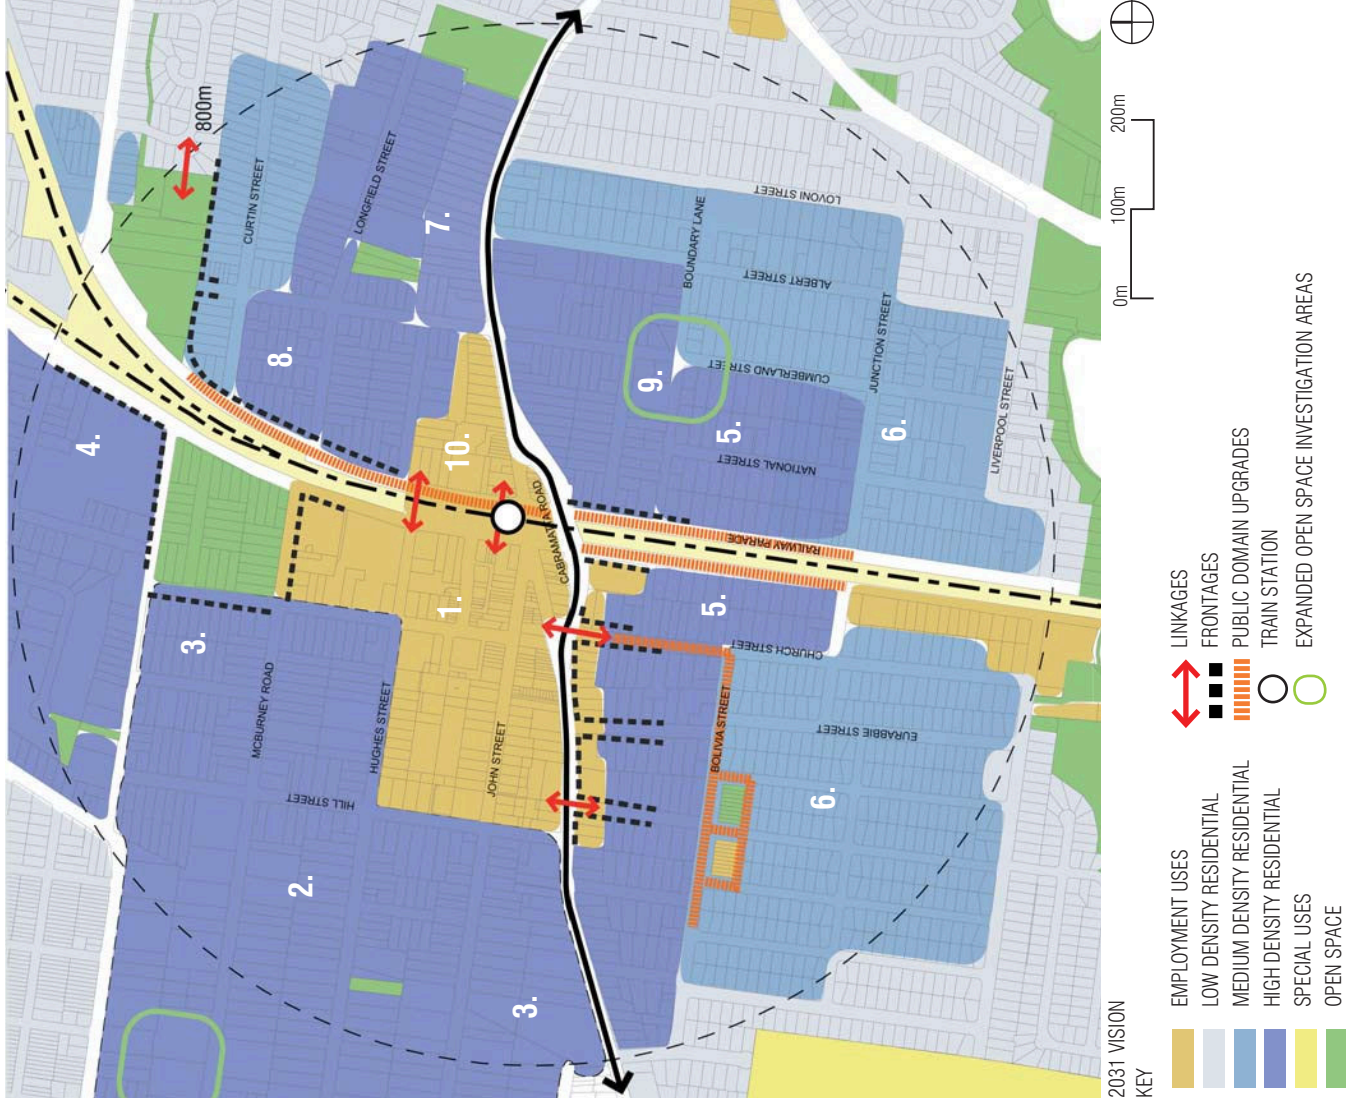 800m
CURTIN STREET
LONGFIELD STREET
7.
8.
4.
10.
9.
BOUNDARY LANE
LOVONI STREET
ALBERT STREET
CUMBERLAND STREET
JUNCTION STREET
5.
NATIONAL STREET
6.
LIVERPOOL STREET
CABRAMATTA ROAD
RAILWAY PARADE
1.
3.
MCBURNEY ROAD
HUGHES STREET
JOHN STREET
HILL STREET
5.
CHURCH STREET
BOLIVIA STREET
EURABBIE STREET
6.
2.
3.
0m
100m
200m
2031 VISION
KEY
EMPLOYMENT USES
LOW DENSITY RESIDENTIAL
MEDIUM DENSITY RESIDENTIAL
HIGH DENSITY RESIDENTIAL
SPECIAL USES
OPEN SPACE
LINKAGES
FRONTAGES
PUBLIC DOMAIN UPGRADES
TRAIN STATION
EXPANDED OPEN SPACE INVESTIGATION AREAS